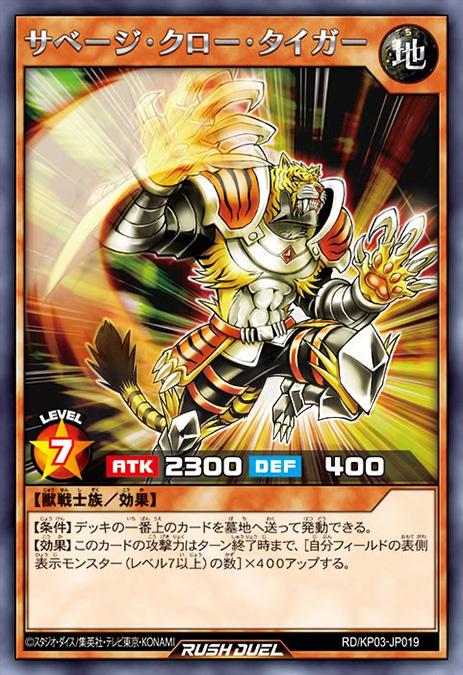 サベージ・クロー・タイガー
地
LEVEL
7
ATK 2300 DEF 400
【獣戦士族／効果】
【条件】デッキの一番上のカードを墓地へ送って発動できる。
【効果】このカードの攻撃力はターン終了時まで、[自分フィールドの表側
表示モンスター（レベル7以上）の数]×400アップする。
©スタジオ・ダイス/集英社・テレビ東京・KONAMI
RUSH DUEL
RD/KP03-JP019